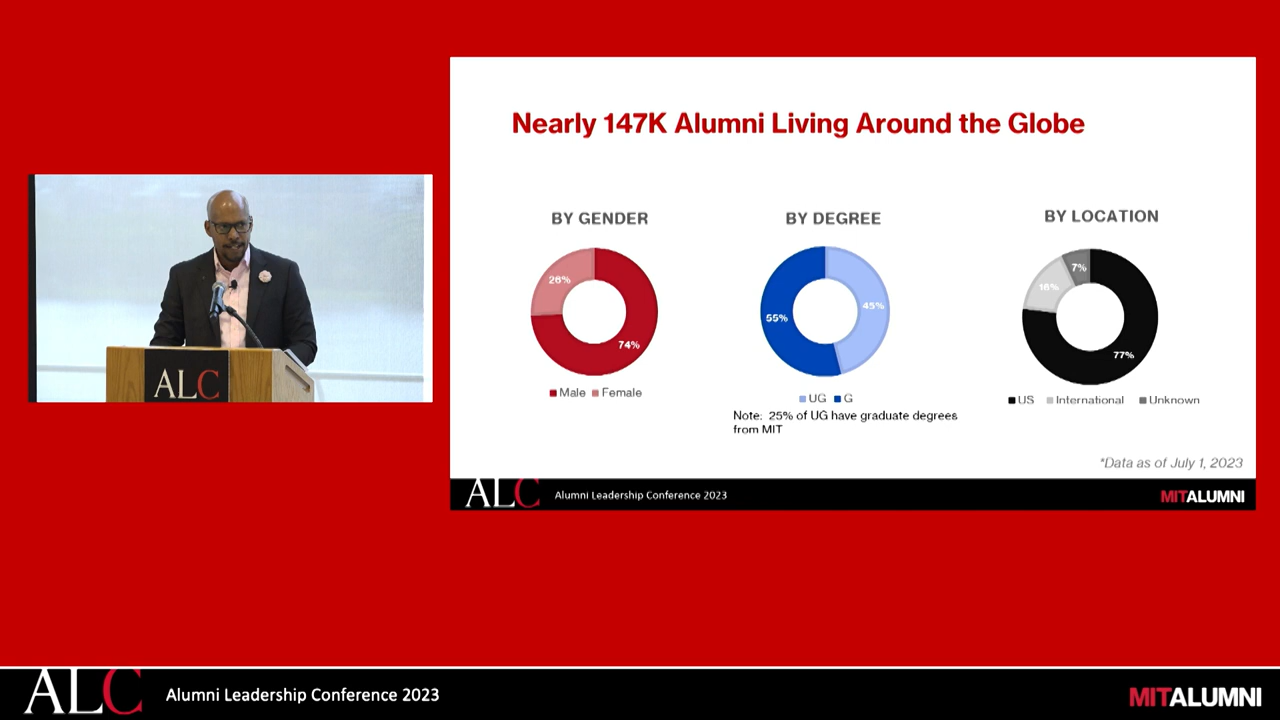 Nearly 147K Alumni Living Around the Globe
BY GENDER
26%
74%
Male Female
BY DEGREE
45%
55%
UG G
Note: 25% of UG have graduate degrees
from MIT
BY LOCATION
7%
16%
77%
US International Unknown
*Data as of July 1, 2023
ALC Alumni Leadership Conference 2023 MITALUMNI
ALC
ALC Alumni Leadership Conference 2023 MITALUMNI